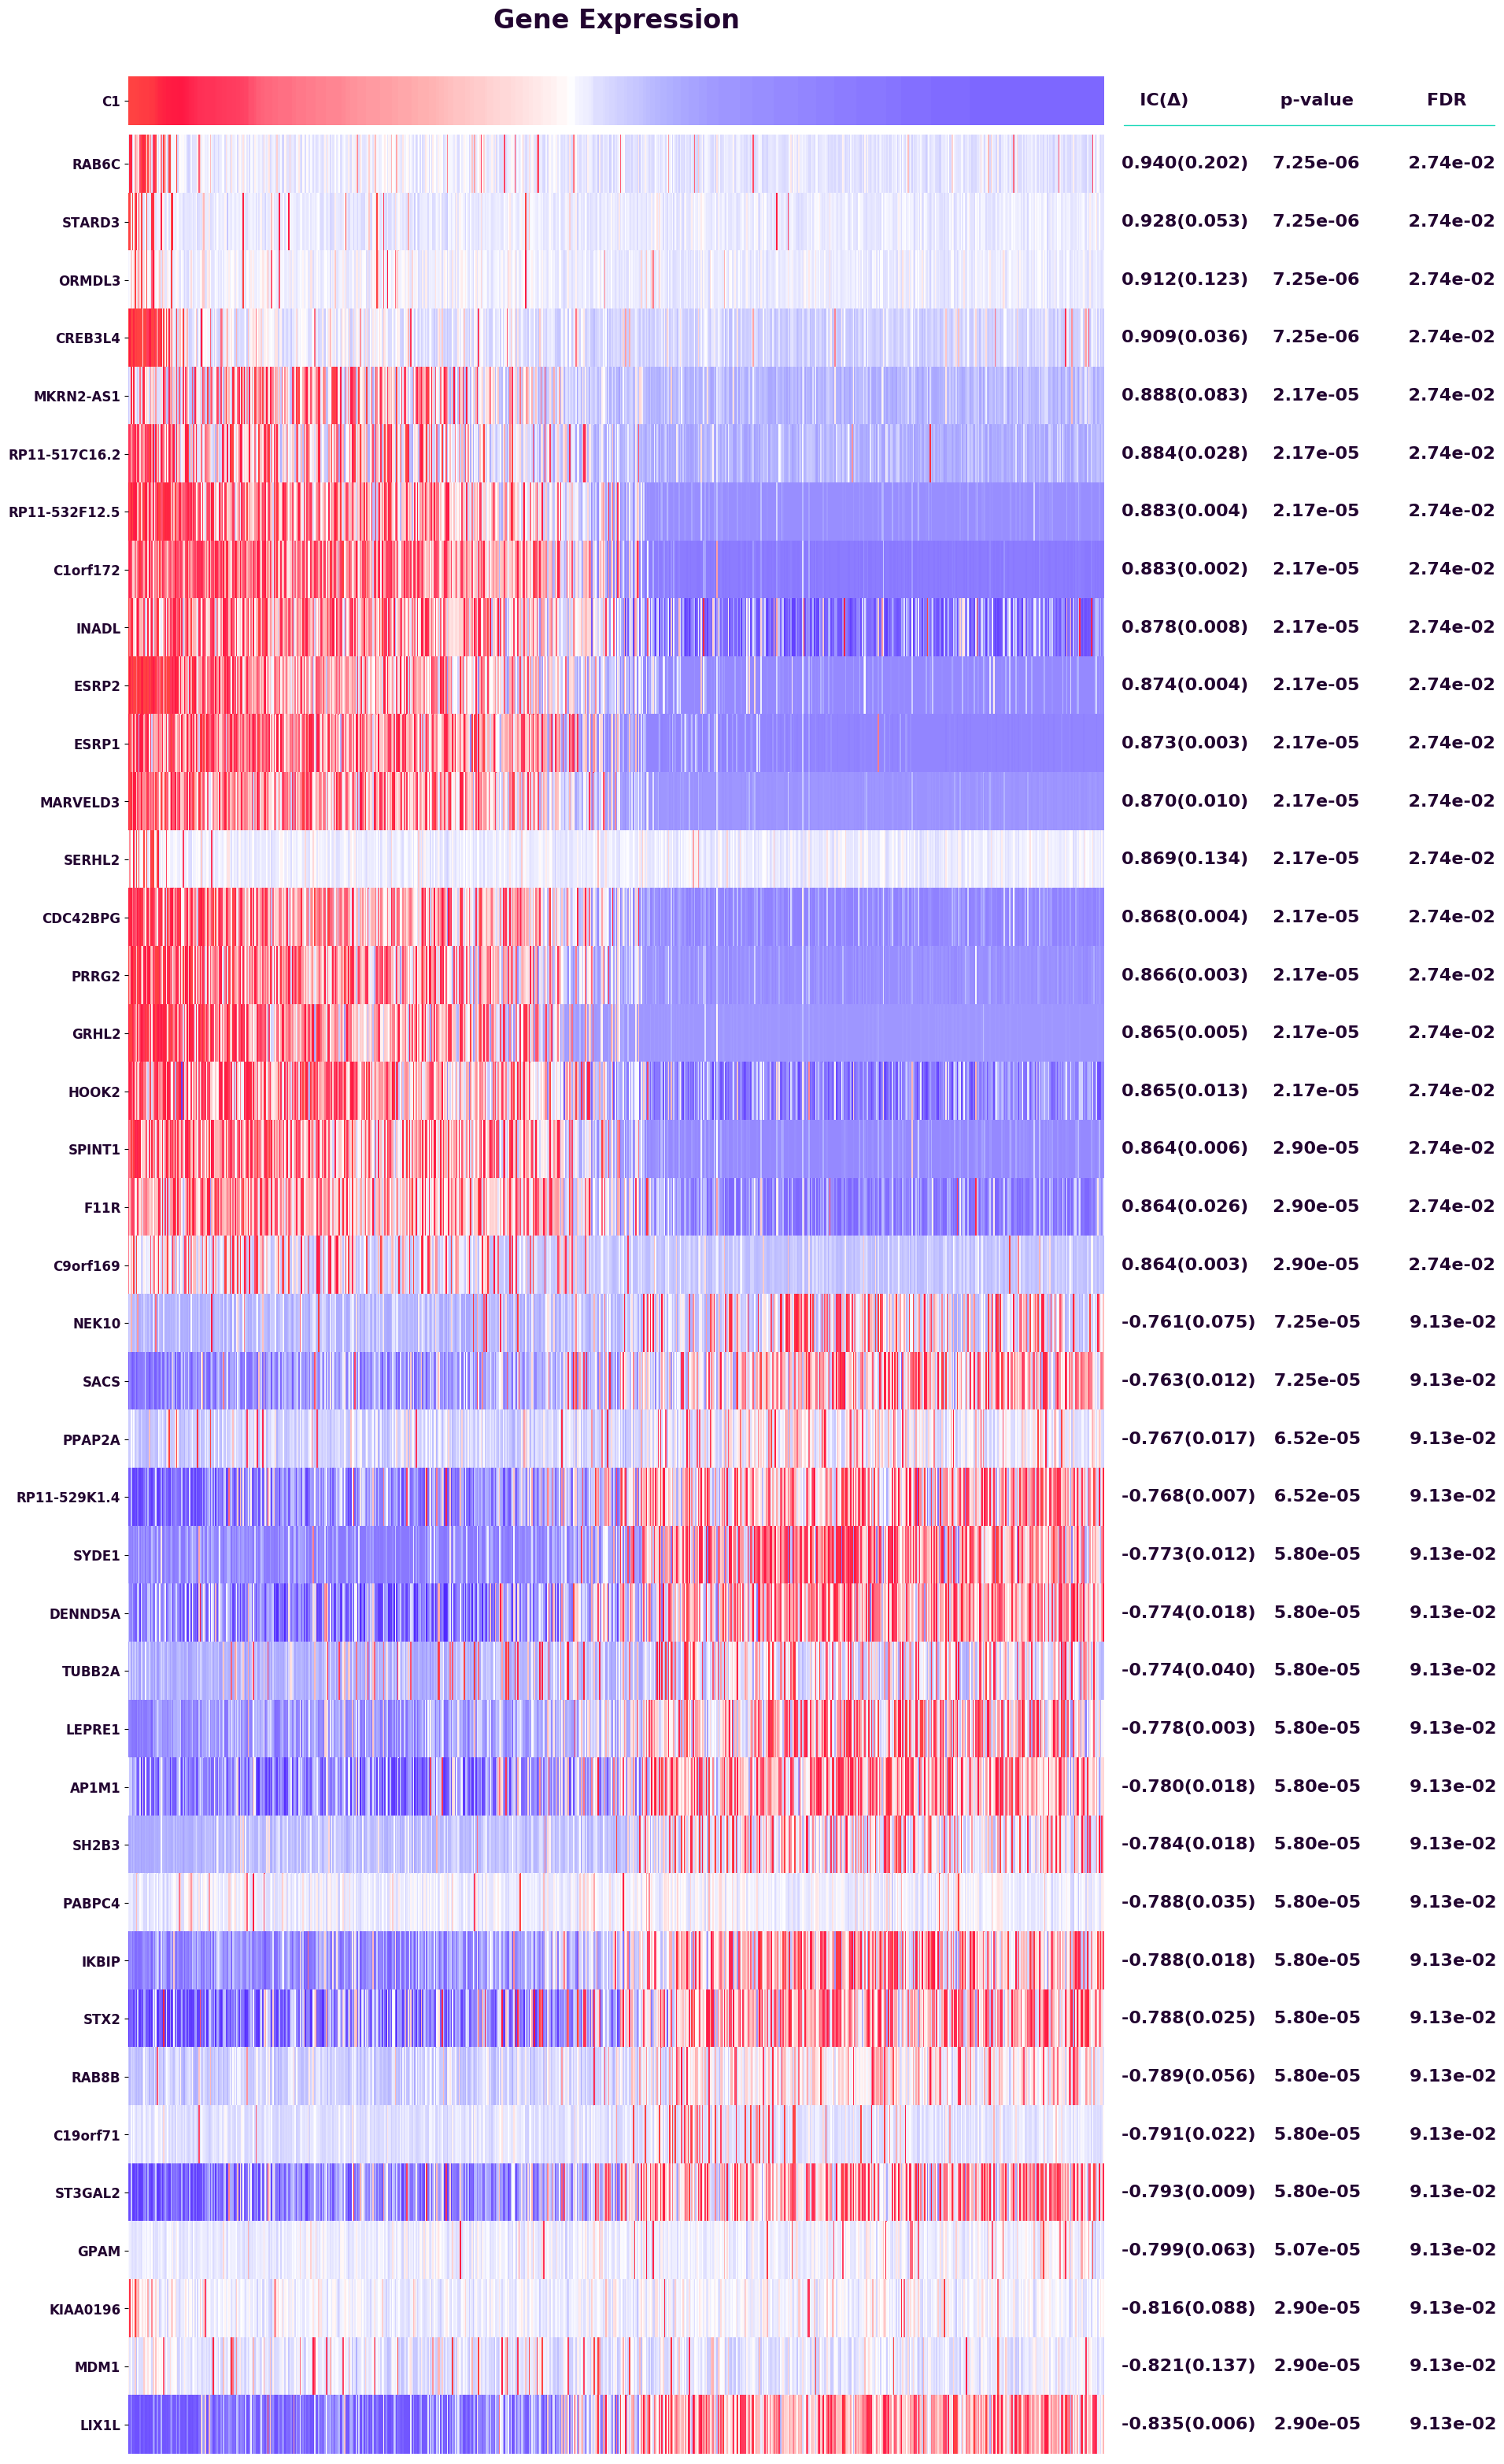 Gene Expression
C1 IC(Δ) p-value FDR
RAB6C 0.940(0.202) 7.25e-06 2.74e-02
STARD3 0.928(0.053) 7.25e-06 2.74e-02
ORMDL3 0.912(0.123) 7.25e-06 2.74e-02
CREB3L4 0.909(0.036) 7.25e-06 2.74e-02
MKRN2-AS1 0.888(0.083) 2.17e-05 2.74e-02
RP11-517C16.2 0.884(0.028) 2.17e-05 2.74e-02
RP11-532F12.5 0.883(0.004) 2.17e-05 2.74e-02
C1orf172 0.883(0.002) 2.17e-05 2.74e-02
INADL 0.878(0.008) 2.17e-05 2.74e-02
ESRP2 0.874(0.004) 2.17e-05 2.74e-02
ESRP1 0.873(0.003) 2.17e-05 2.74e-02
MARVELD3 0.870(0.010) 2.17e-05 2.74e-02
SERHL2 0.869(0.134) 2.17e-05 2.74e-02
CDC42BPG 0.868(0.004) 2.17e-05 2.74e-02
PRRG2 0.866(0.003) 2.17e-05 2.74e-02
GRHL2 0.865(0.005) 2.17e-05 2.74e-02
HOOK2 0.865(0.013) 2.17e-05 2.74e-02
SPINT1 0.864(0.006) 2.90e-05 2.74e-02
F11R 0.864(0.026) 2.90e-05 2.74e-02
C9orf169 0.864(0.003) 2.90e-05 2.74e-02
NEK10 -0.761(0.075) 7.25e-05 9.13e-02
SACS -0.763(0.012) 7.25e-05 9.13e-02
PPAP2A -0.767(0.017) 6.52e-05 9.13e-02
RP11-529K1.4 -0.768(0.007) 6.52e-05 9.13e-02
SYDE1 -0.773(0.012) 5.80e-05 9.13e-02
DENND5A -0.774(0.018) 5.80e-05 9.13e-02
TUBB2A -0.774(0.040) 5.80e-05 9.13e-02
LEPRE1 -0.778(0.003) 5.80e-05 9.13e-02
AP1M1 -0.780(0.018) 5.80e-05 9.13e-02
SH2B3 -0.784(0.018) 5.80e-05 9.13e-02
PABPC4 -0.788(0.035) 5.80e-05 9.13e-02
IKBIP -0.788(0.018) 5.80e-05 9.13e-02
STX2 -0.788(0.025) 5.80e-05 9.13e-02
RAB8B -0.789(0.056) 5.80e-05 9.13e-02
C19orf71 -0.791(0.022) 5.80e-05 9.13e-02
ST3GAL2 -0.793(0.009) 5.80e-05 9.13e-02
GPAM -0.799(0.063) 5.07e-05 9.13e-02
KIAA0196 -0.816(0.088) 2.90e-05 9.13e-02
MDM1 -0.821(0.137) 2.90e-05 9.13e-02
LIX1L -0.835(0.006) 2.90e-05 9.13e-02